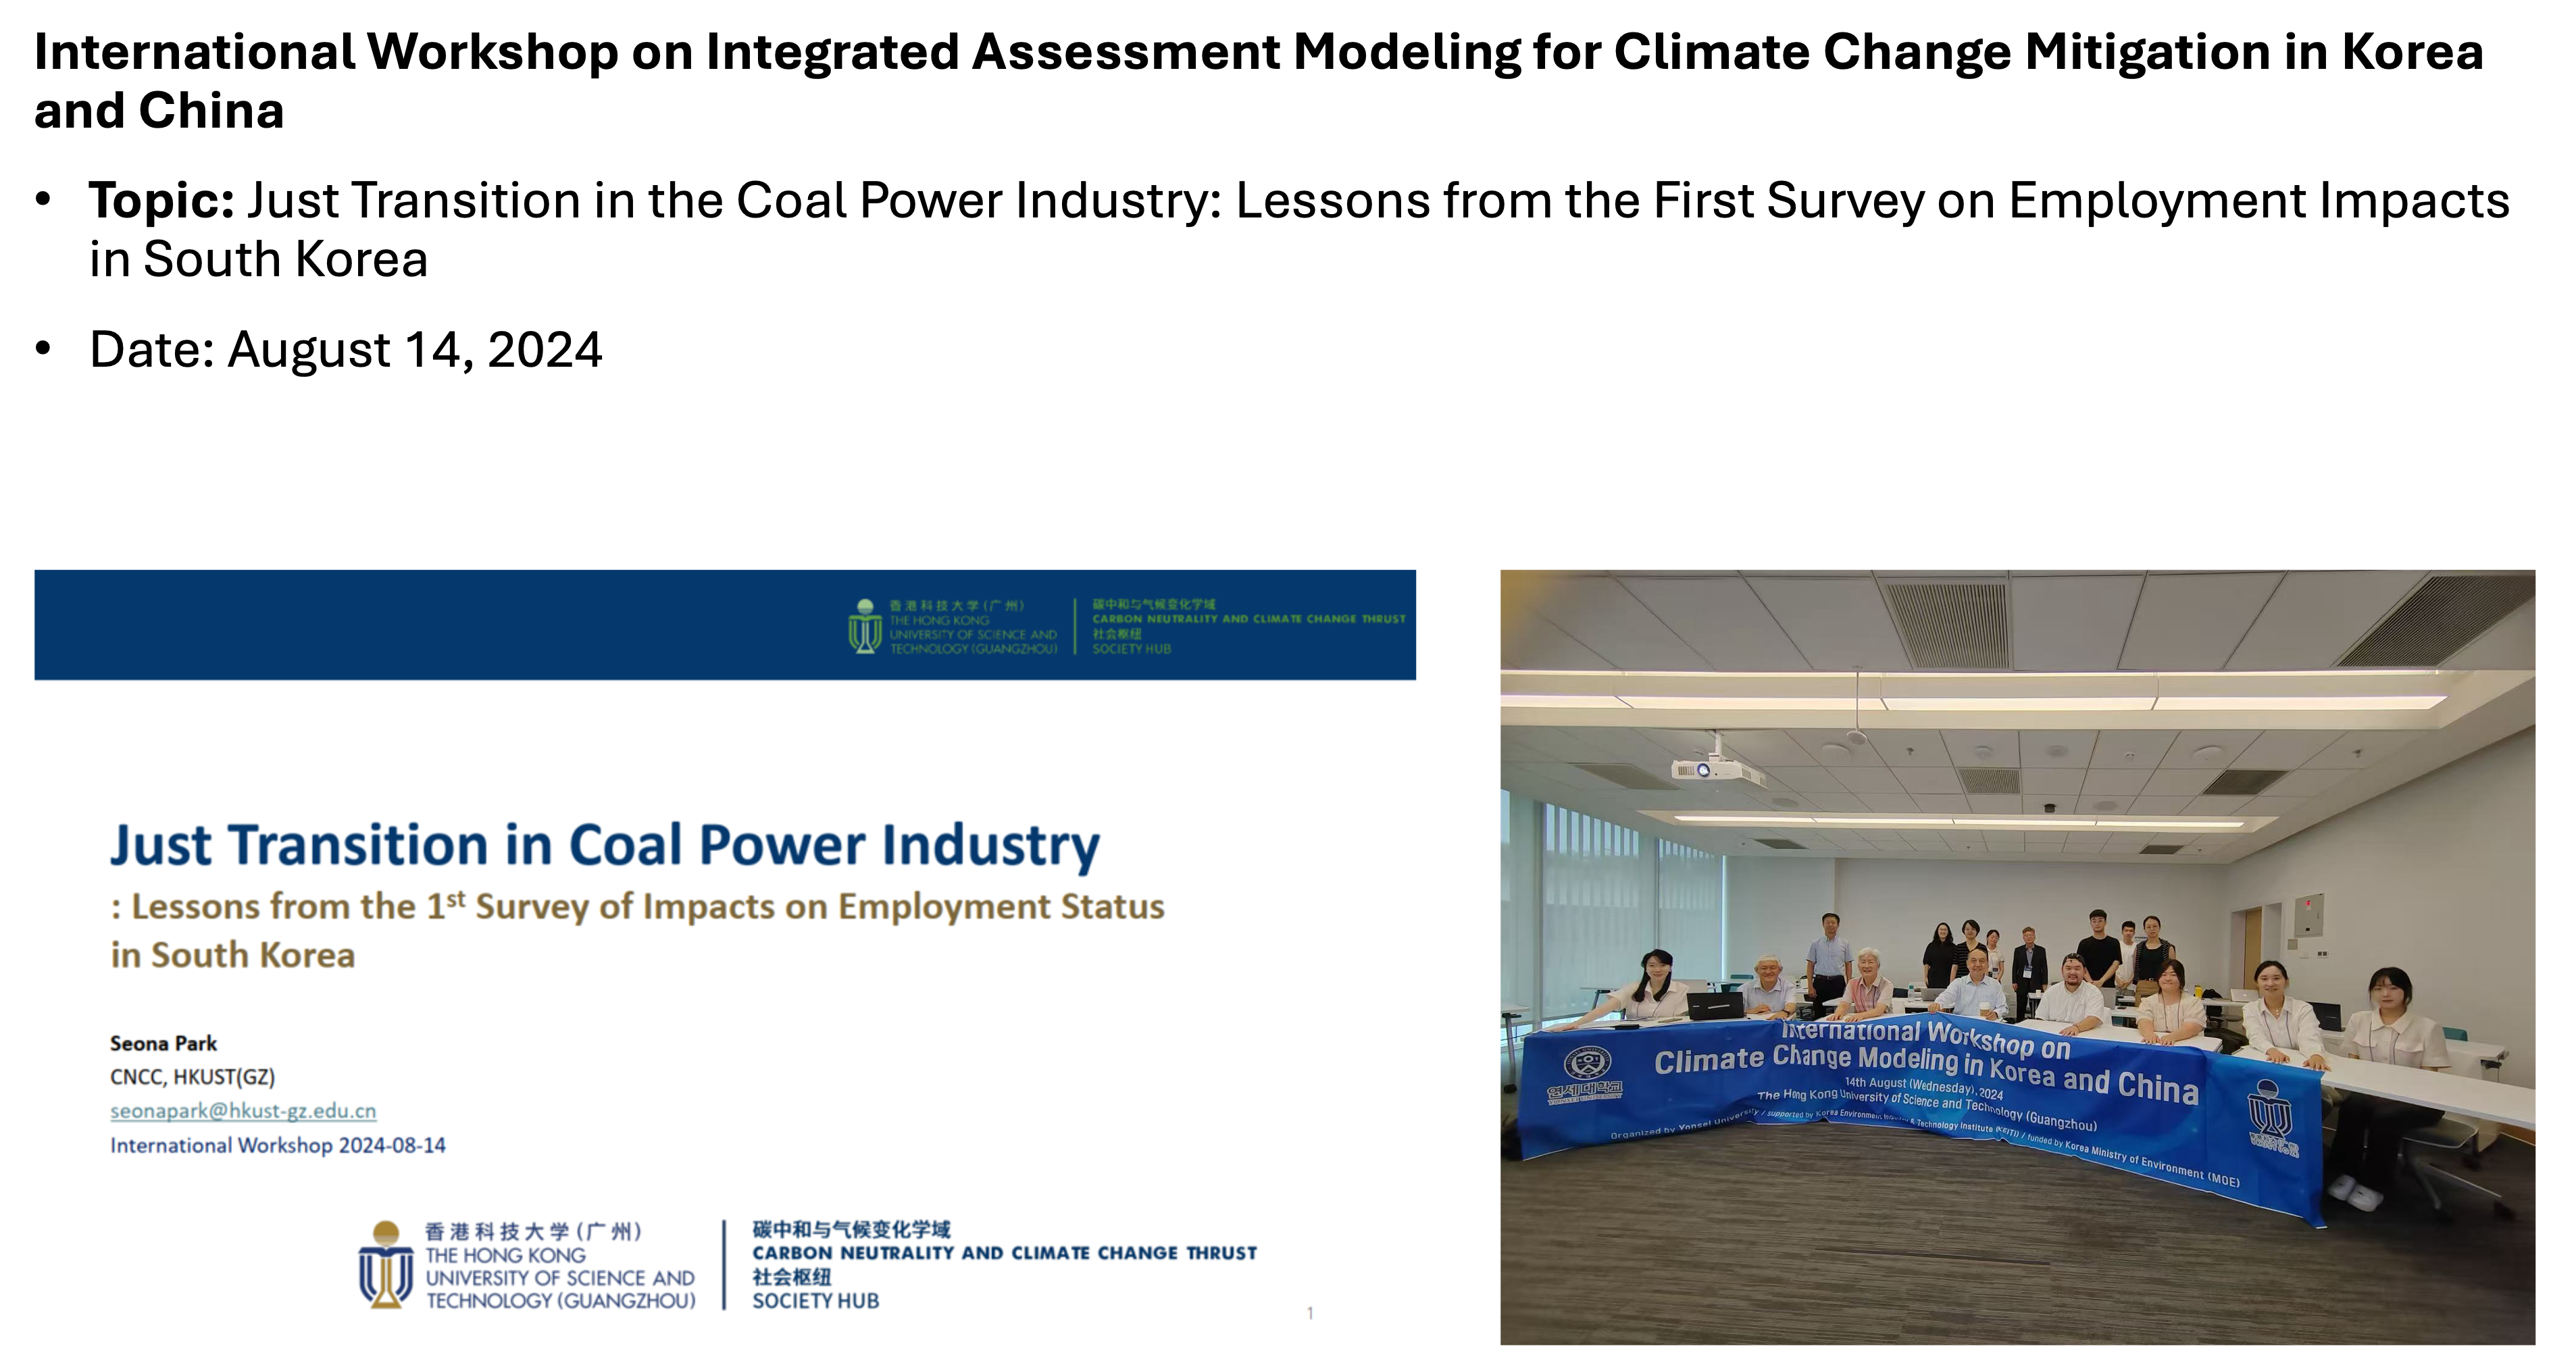 International Workshop on Integrated Assessment Modeling for Climate Change Mitigation in Korea
and China
• Topic: Just Transition in the Coal Power Industry: Lessons from the First Survey on Employment Impacts
in South Korea
• Date: August 14, 2024
香港科技大学(广州)
THE HONG KONG
UNIVERSITY OF SCIENCE AND
TECHNOLOGY (GUANGZHOU)
碳中和与气候变化学域
CARBON NEUTRALITY AND CLIMATE CHANGE THRUST
社会枢纽
SOCIETY HUB
Just Transition in Coal Power Industry
: Lessons from the 1st Survey of Impacts on Employment Status
in South Korea
Seona Park
CNCC, HKUST(GZ)
seonapark@hkust-gz.edu.cn
International Workshop 2024-08-14
香港科技大学(广州)
THE HONG KONG
UNIVERSITY OF SCIENCE AND
TECHNOLOGY (GUANGZHOU)
碳中和与气候变化学域
CARBON NEUTRALITY AND CLIMATE CHANGE THRUST
社会枢纽
SOCIETY HUB
1
International Workshop on
Climate Change Modeling in Korea and China
14th August (Wednesday), 2024
The Hong Kong University of Science and Technology (Guangzhou)
Organized by Yonsei University / supported by Korea Environment & Technology Institute (KEITI) / funded by Korea Ministry of Environment (MOE)
연세대학교
YONSEI UNIVERSITY